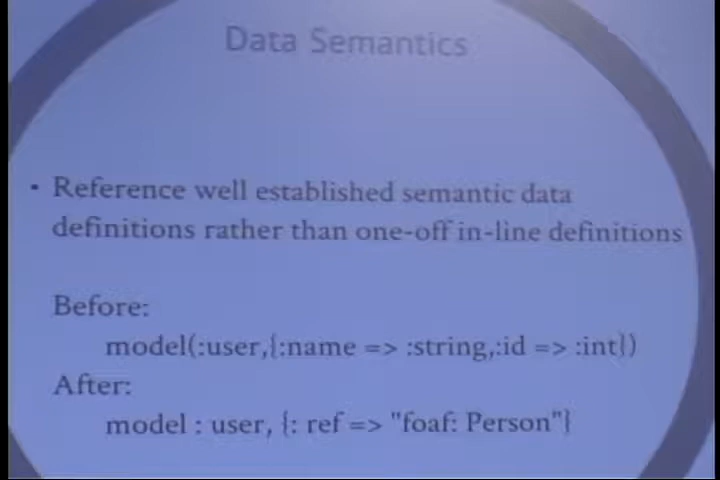 Data Semantics
• Reference well established semantic data
definitions rather than one-off in-line definitions
Before:
model(:user,{:name => :string,:id => :int})
After:
model : user, {: ref => "foaf: Person"}